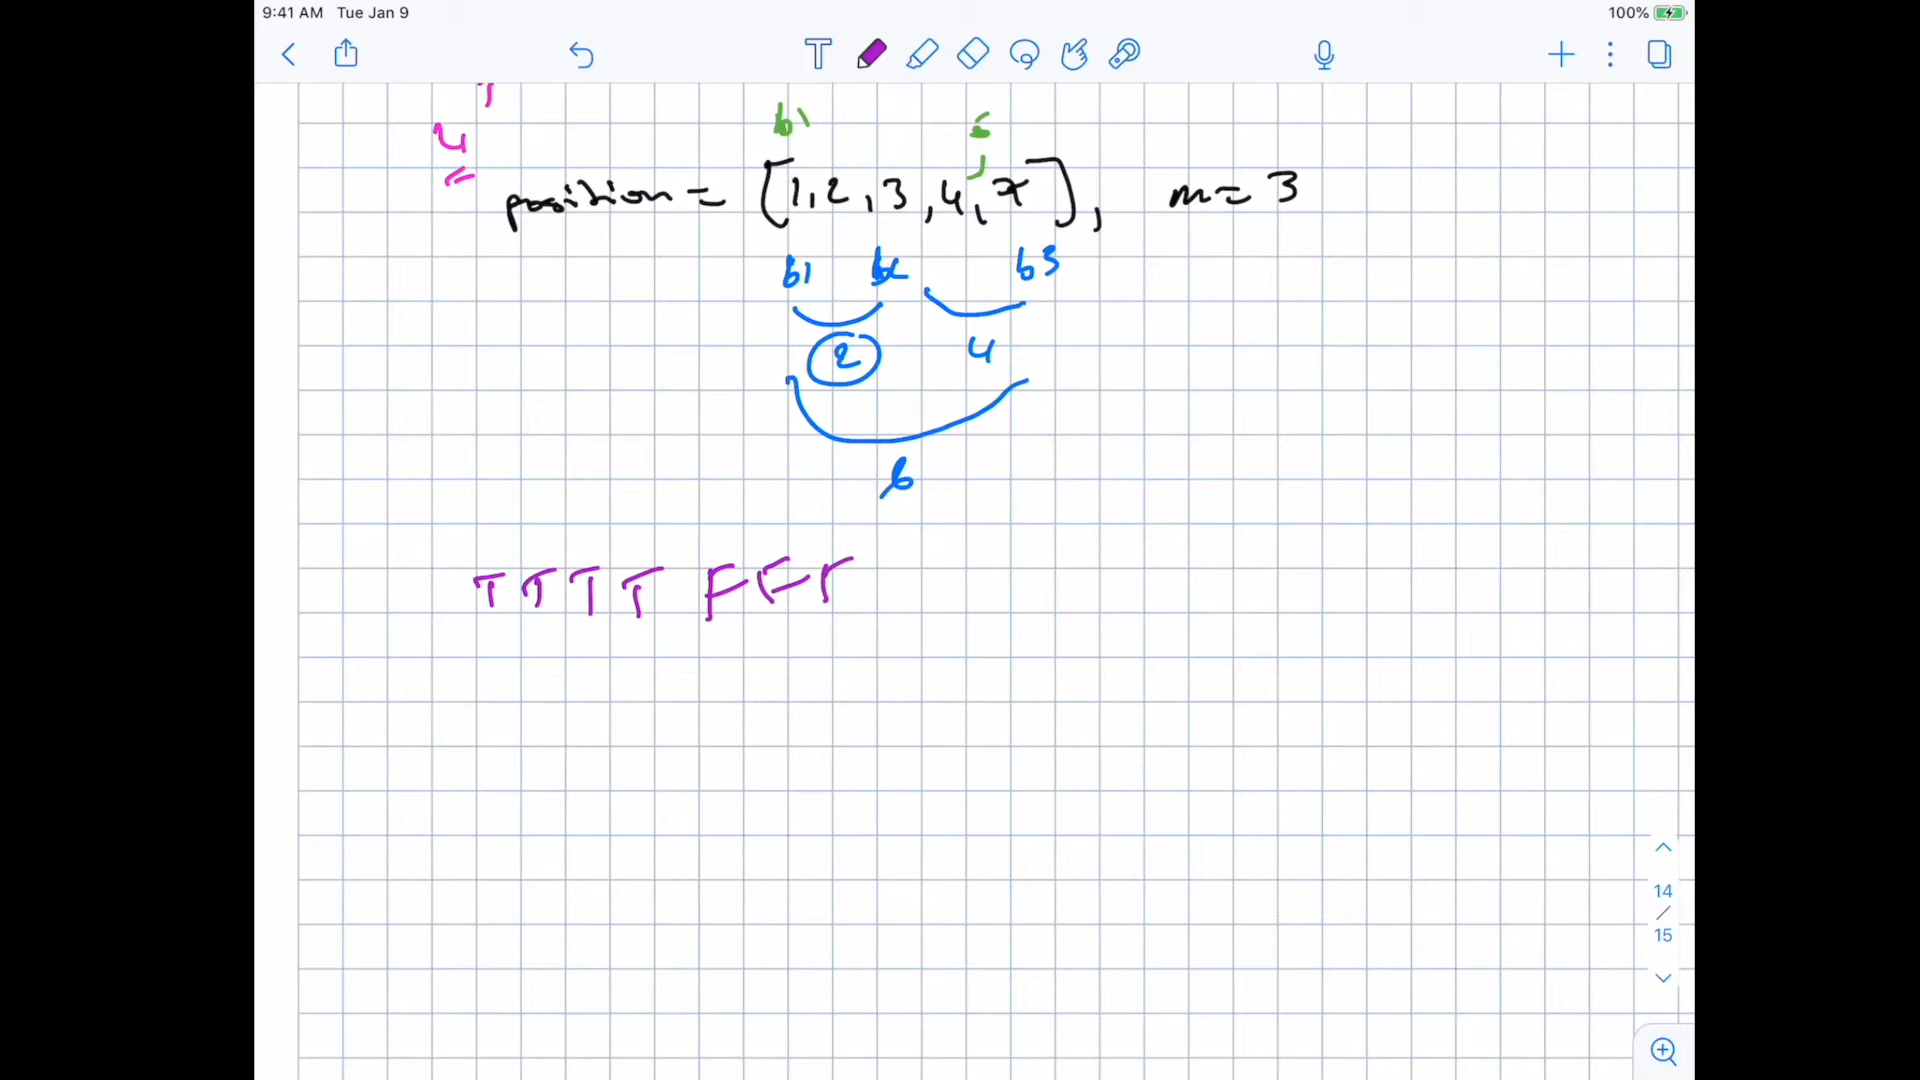 9:41 AM Tue Jan 9 100%
4
b1
position = [1,2,3,4,7], m= 3
b1 b2 b3
2 4
6
T T T T F F F
14
/
15